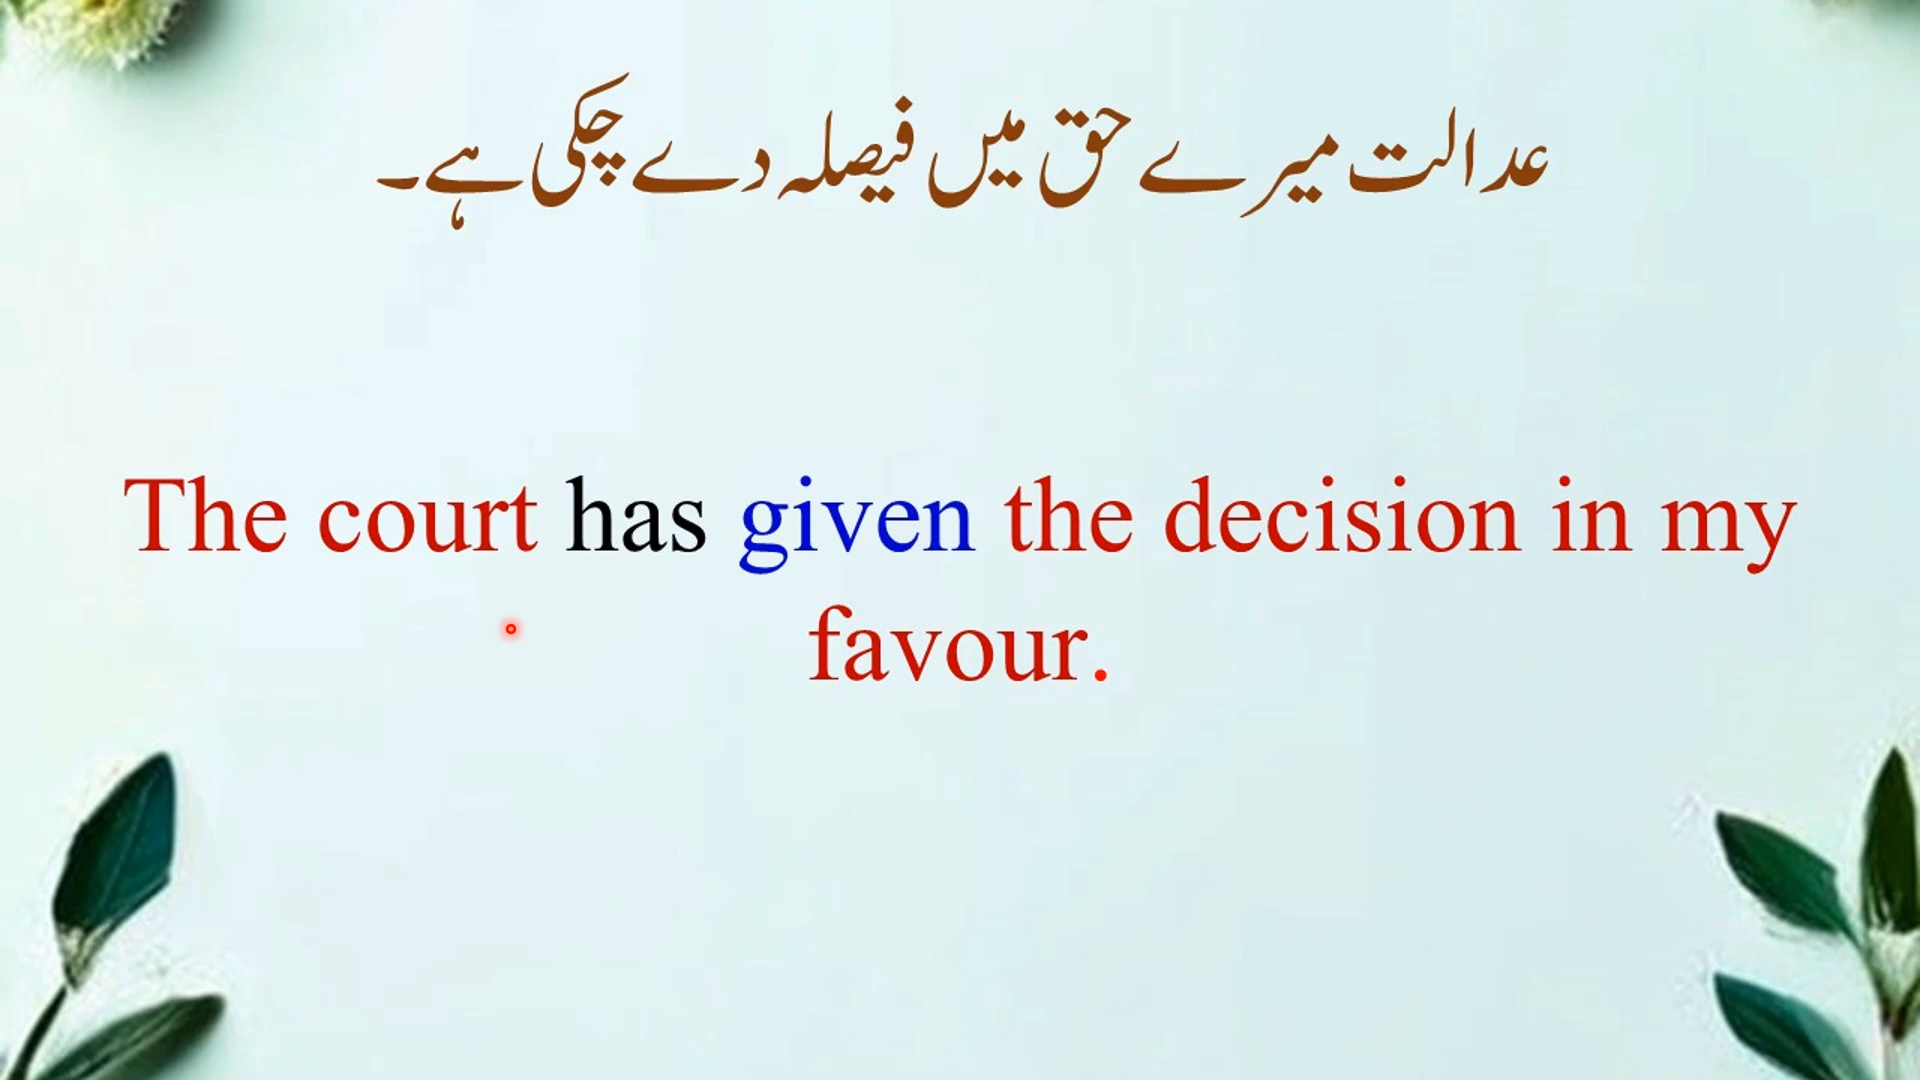 عدالت میرے حق میں فیصلہ دے چکی ہے۔
The court has given the decision in my
favour.